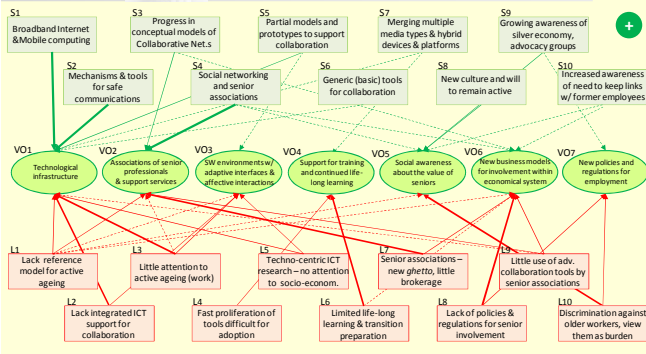 S1
Broadband Internet
&Mobile computing
S3
Progress in
conceptual models of
Collaborative Net.s
S5
Partial models and
prototypes to support
collaboration
S7
Merging multiple
media types & hybrid
devices & platforms
S9
Growing awareness of
silver economy,
advocacy groups
+
S2
Mechanisms & tools
for safe
communications
S4
Social networking
and senior
associations
S6
Generic (basic) tools
for collaboration
S8
New culture and will
to remain active
S10
Increased awareness
of need to keep links
w/ former employees
VO1
Technological
infrastructure
VO2
Associations of senior
professionals
& support services
VO3
SW environments w/
adaptive interfaces &
affective interactions
VO4
Support for training
and continued life-
long learning
VO5
Social awareness
about the value of
seniors
VO6
New business models
for involvement within
economical system
VO7
New policies and
regulations for
employment
L1
Lack reference
model for active
ageing
L3
Little attention to
active ageing (work)
L5
Techno-centric ICT
research – no attention
to socio-econom.
L7
Senior associations –
new ghetto, little
brokerage
L9
Little use of adv.
collaboration tools by
senior associations
L2
Lack integrated ICT
support for
collaboration
L4
Fast proliferation of
tools difficult for
adoption
L6
Limited life-long
learning & transition
preparation
L8
Lack of policies &
regulations for senior
involvement
L10
Discrimination against
older workers, view
them as burden